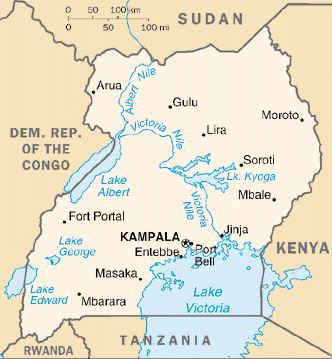 0 50 100 km
0 50 100 mi
SUDAN
Arua
Albert Nile
Gulu
Moroto
DEM. REP.
OF THE
CONGO
Victoria Nile
Lira
Soroti
Lk. Kyoga
Lake
Albert
Mbale
Victoria Nile
Fort Portal
KAMPALA
Jinja
Lake
George
Entebbe
Port
Bell
KENYA
Masaka
Lake
Edward
Mbarara
Lake
Victoria
RWANDA
TANZANIA